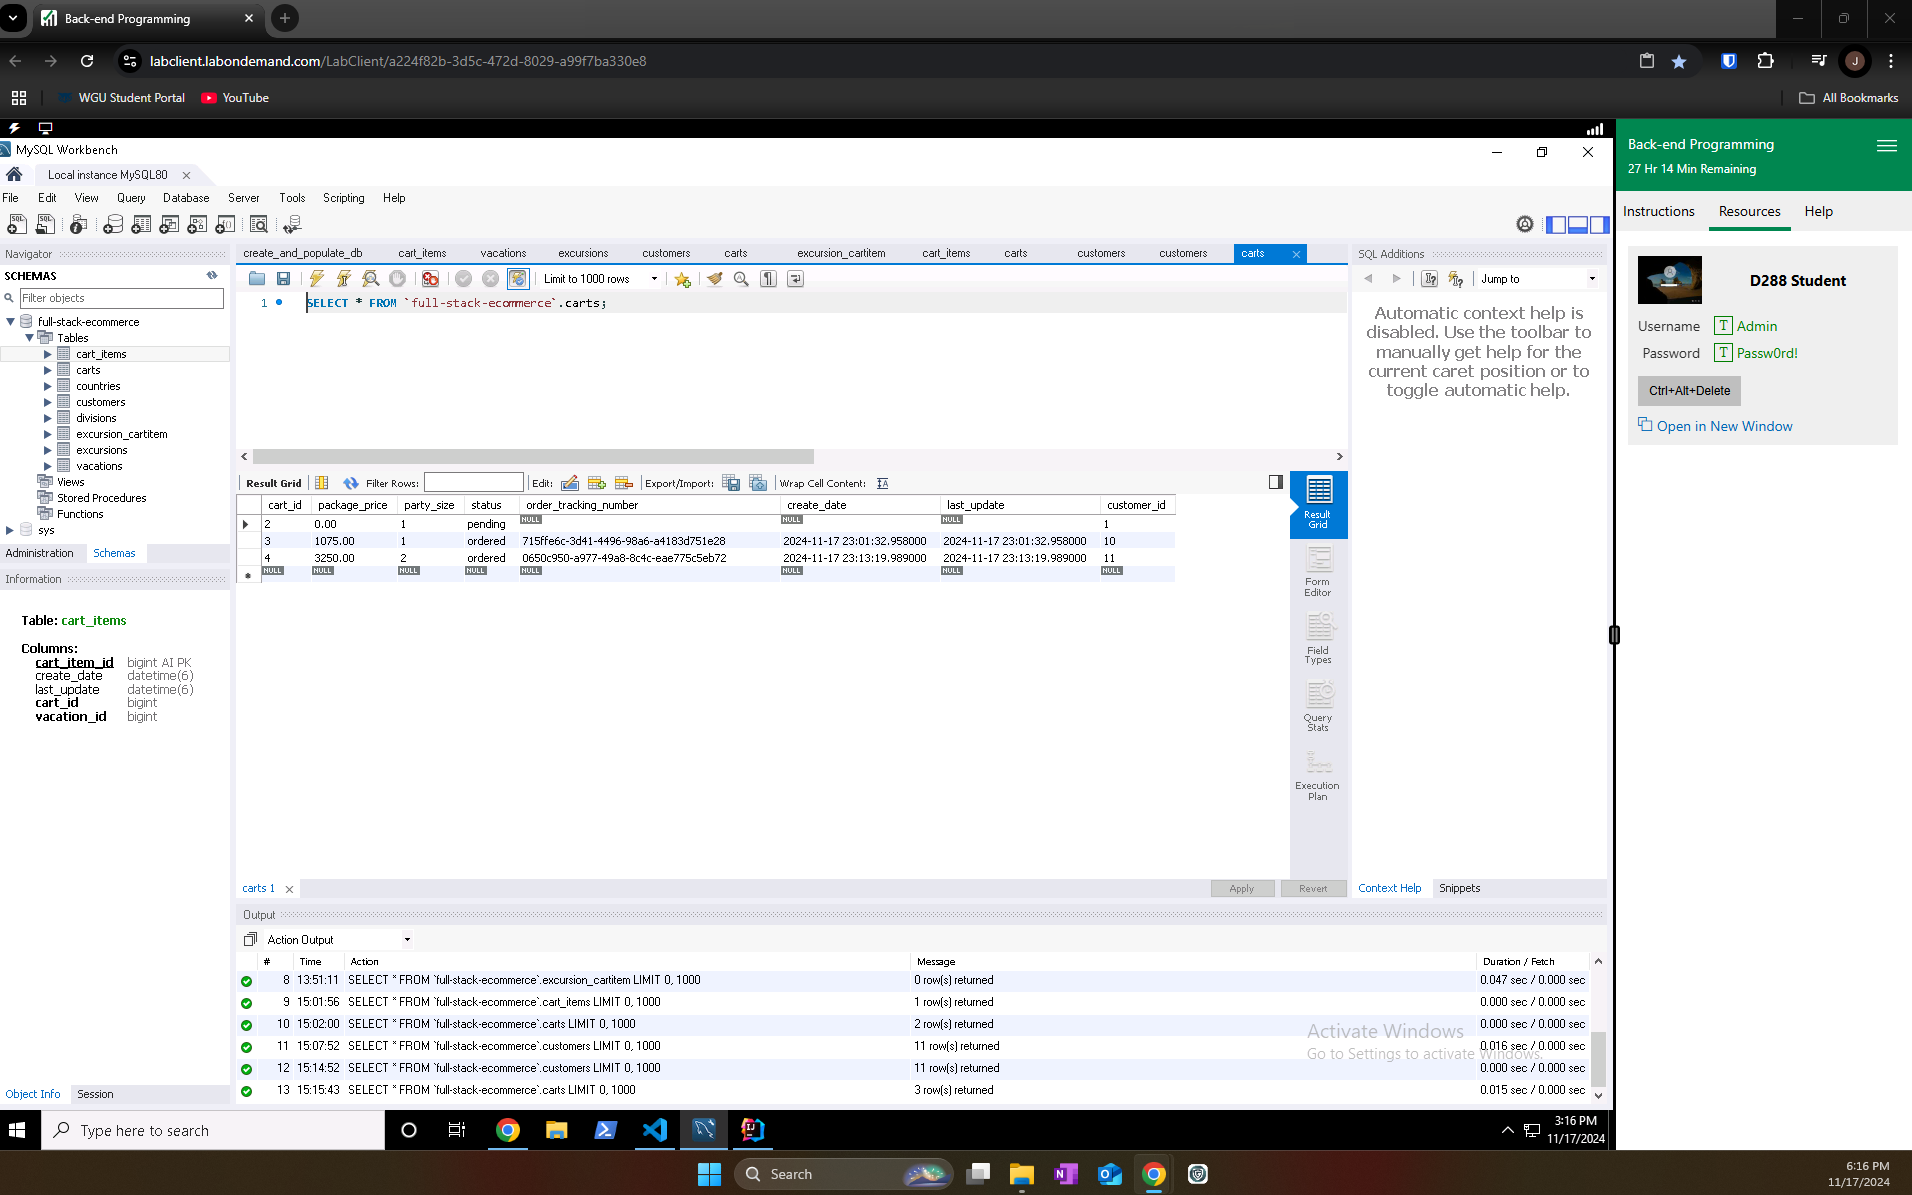 Back-end Programming
labclient.labondemand.com/LabClient/a224f82b-3d5c-472d-8029-a99f7ba330e8
J
WGU Student Portal YouTube All Bookmarks
MySQL Workbench
Local instance MySQL80
File Edit View Query Database Server Tools Scripting Help
Navigator
SCHEMAS
Filter objects
full-stack-ecommerce
Tables
cart_items
carts
countries
customers
divisions
excursion_cartitem
excursions
vacations
Views
Stored Procedures
Functions
sys
Administration Schemas
Information
Table: cart_items
Columns:
cart_item_id bigint AI PK
create_date datetime(6)
last_update datetime(6)
cart_id bigint
vacation_id bigint
Object Info Session
create_and_populate_db cart_items vacations excursions customers carts excursion_cartitem cart_items carts customers customers carts
Limit to 1000 rows
1 SELECT * FROM `full-stack-ecommerce`.carts;
Result Grid Filter Rows: Edit: Export/Import: Wrap Cell Content:
cart_id package_price party_size status order_tracking_number create_date last_update customer_id
2 0.00 1 pending NULL NULL NULL 1
3 1075.00 1 ordered 715ffe6c-3d41-4496-98a6-a4183d751e28 2024-11-17 23:01:32.958000 2024-11-17 23:01:32.958000 10
4 3250.00 2 ordered 0650c950-a977-49a8-8c4c-eae775c5eb72 2024-11-17 23:13:19.989000 2024-11-17 23:13:19.989000 11
NULL NULL NULL NULL NULL NULL NULL NULL
Result
Grid
Form
Editor
Field
Types
Query
Stats
Execution
Plan
carts 1 Apply Revert
SQL Additions
Jump to
Automatic context help is
disabled. Use the toolbar to
manually get help for the
current caret position or to
toggle automatic help.
Context Help Snippets
Output
Action Output
# Time Action Message Duration / Fetch
8 13:51:11 SELECT * FROM `full-stack-ecommerce`.excursion_cartitem LIMIT 0, 1000 0 row(s) returned 0.047 sec / 0.000 sec
9 15:01:56 SELECT * FROM `full-stack-ecommerce`.cart_items LIMIT 0, 1000 1 row(s) returned 0.000 sec / 0.000 sec
10 15:02:00 SELECT * FROM `full-stack-ecommerce`.carts LIMIT 0, 1000 2 row(s) returned 0.000 sec / 0.000 sec
11 15:07:52 SELECT * FROM `full-stack-ecommerce`.customers LIMIT 0, 1000 11 row(s) returned 0.016 sec / 0.000 sec
12 15:14:52 SELECT * FROM `full-stack-ecommerce`.customers LIMIT 0, 1000 11 row(s) returned 0.000 sec / 0.000 sec
13 15:15:43 SELECT * FROM `full-stack-ecommerce`.carts LIMIT 0, 1000 3 row(s) returned 0.015 sec / 0.000 sec
Activate Windows
Go to Settings to activate Windows.
Type here to search
3:16 PM
11/17/2024
Back-end Programming
27 Hr 14 Min Remaining
Instructions Resources Help
D288 Student
Username T Admin
Password T Passw0rd!
Ctrl+Alt+Delete
Open in New Window
Search
6:16 PM
11/17/2024